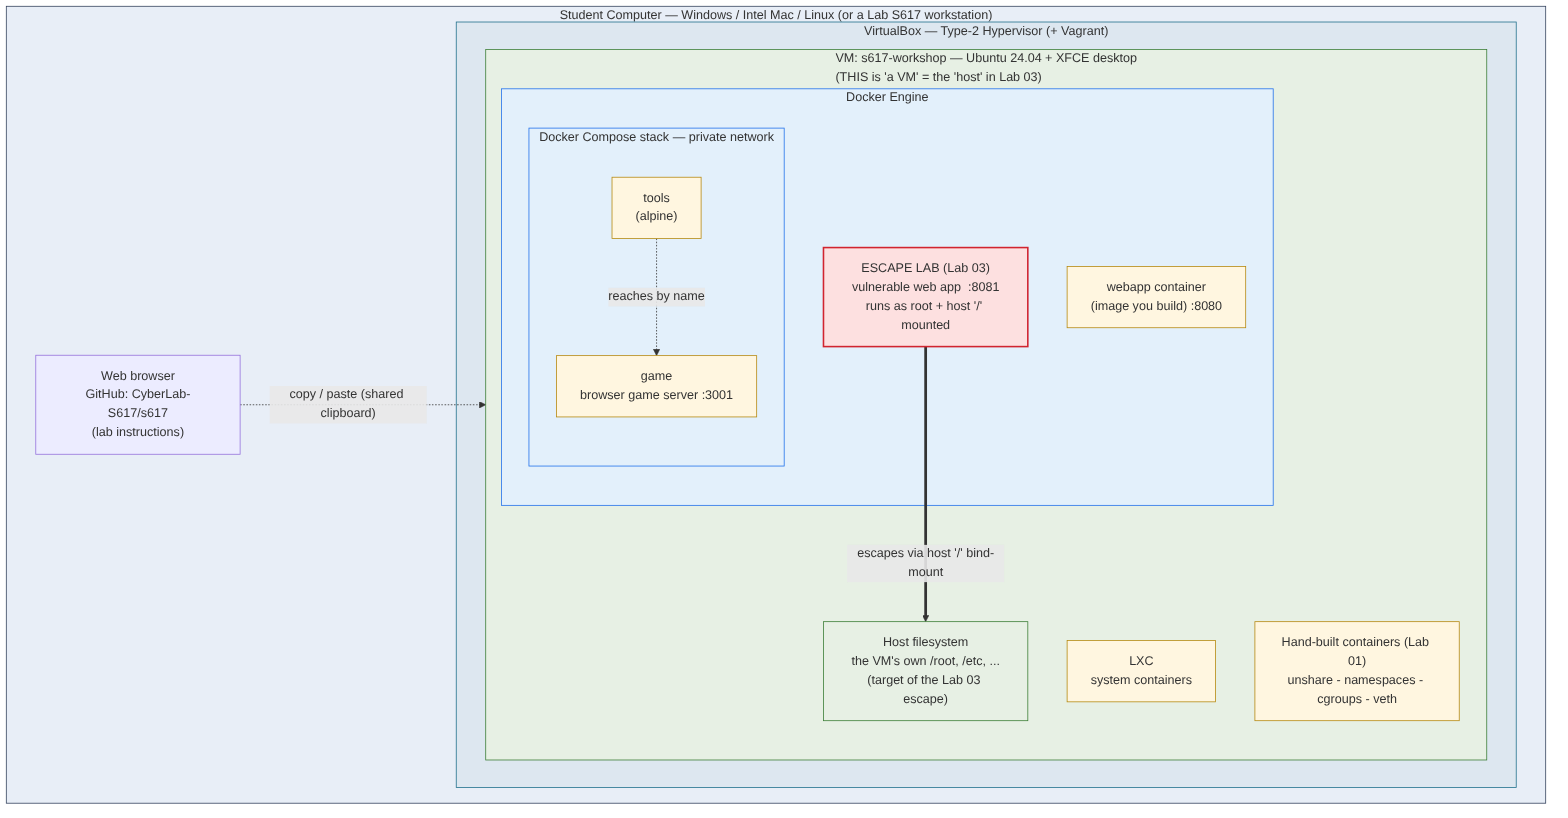 Student Computer — Windows / Intel Mac / Linux (or a Lab S617 workstation)
VirtualBox — Type-2 Hypervisor (+ Vagrant)
VM: s617-workshop — Ubuntu 24.04 + XFCE desktop
(THIS is 'a VM' = the 'host' in Lab 03)
Docker Engine
Docker Compose stack — private network
tools
(alpine)
reaches by name
game
browser game server :3001
ESCAPE LAB (Lab 03)
vulnerable web app  :8081
runs as root + host '/'
mounted
webapp container
(image you build) :8080
Web browser
GitHub: CyberLab-
S617/s617
(lab instructions)
copy / paste (shared
clipboard)
escapes via host '/' bind-
mount
Host filesystem
the VM's own /root, /etc, ...
(target of the Lab 03
escape)
LXC
system containers
Hand-built containers (Lab
01)
unshare - namespaces -
cgroups - veth